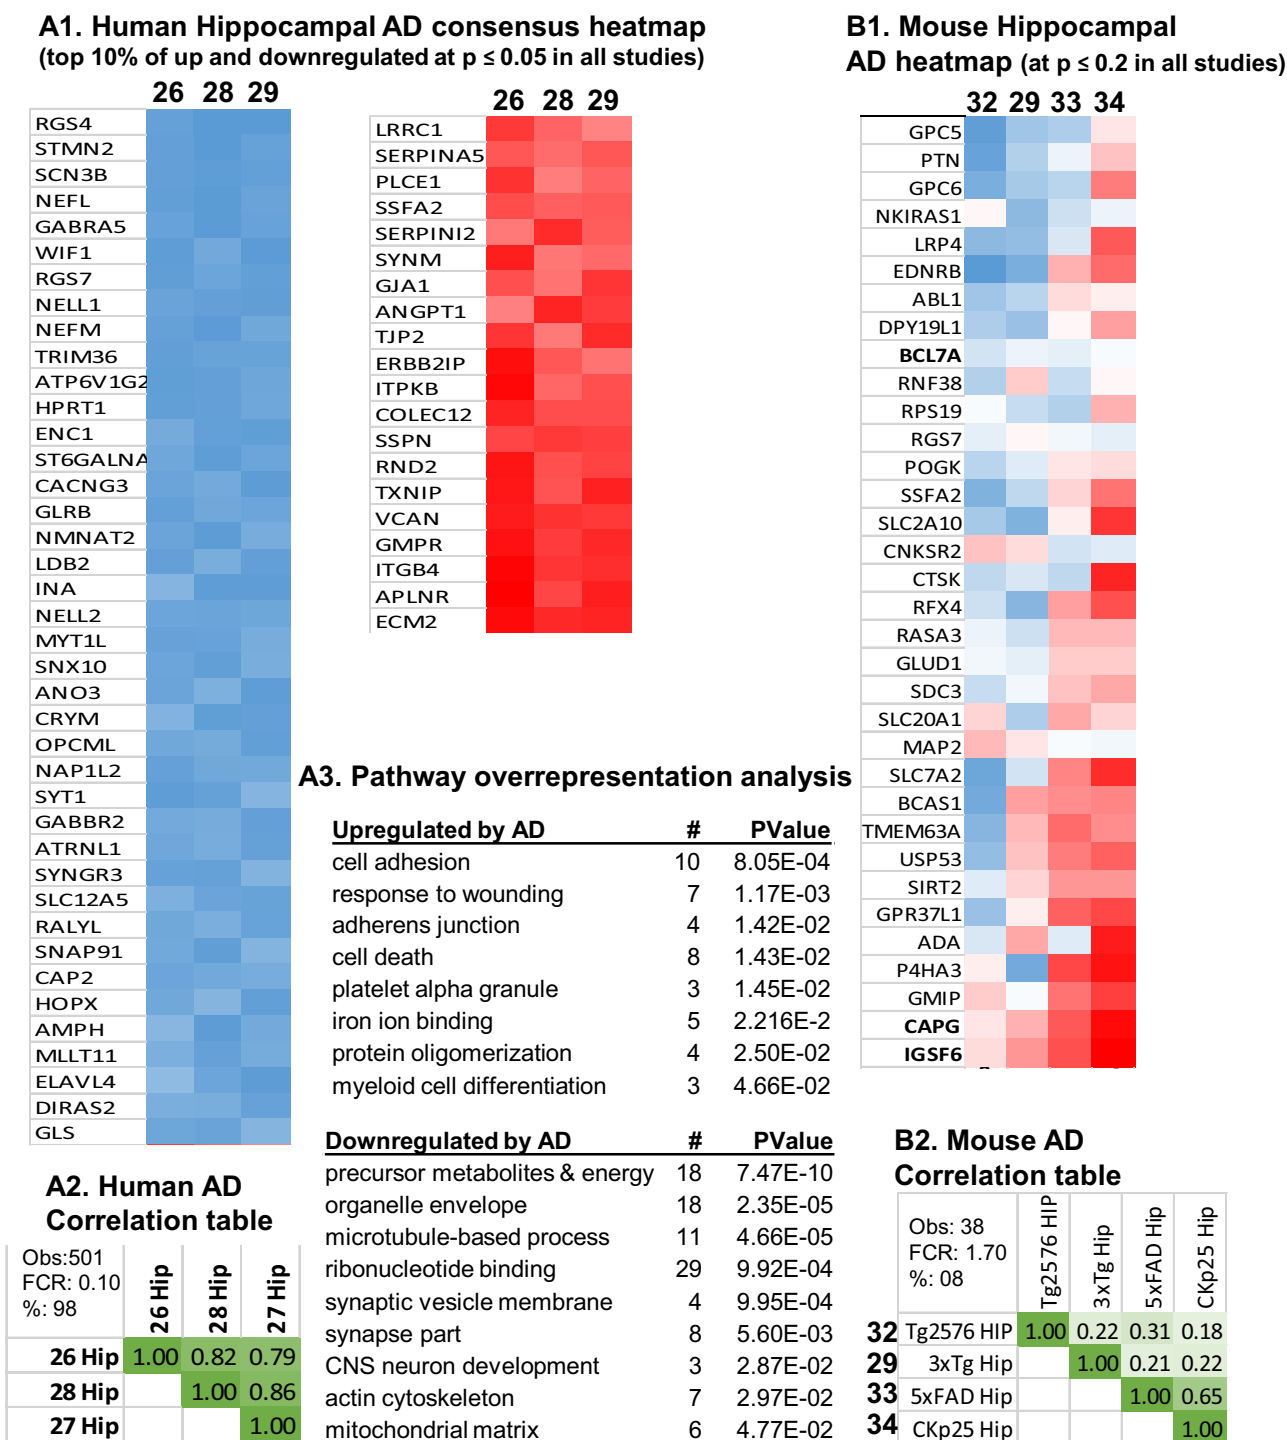 A1. Human Hippocampal AD consensus heatmap
(top 10% of up and downregulated at p ≤ 0.05 in all studies)
26 28 29
RGS4
STMN2
SCN3B
NEFL
GABRA5
WIF1
RGS7
NELL1
NEFM
TRIM36
ATP6V1G2
HPRT1
ENC1
ST6GALNA
CACNG3
GLRB
NMNAT2
LDB2
INA
NELL2
MYT1L
SNX10
ANO3
CRYM
OPCML
NAP1L2
SYT1
GABBR2
ATRNL1
SYNGR3
SLC12A5
RALYL
SNAP91
CAP2
HOPX
AMPH
MLLT11
ELAVL4
DIRAS2
GLS
26 28 29
LRRC1
SERPINA5
PLCE1
SSFA2
SERPINI2
SYNM
GJA1
ANGPT1
TJP2
ERBB2IP
ITPKB
COLEC12
SSPN
RND2
TXNIP
VCAN
GMPR
ITGB4
APLNR
ECM2
B1. Mouse Hippocampal
AD heatmap (at p ≤ 0.2 in all studies)
32 29 33 34
GPC5
PTN
GPC6
NKIRAS1
LRP4
EDNRB
ABL1
DPY19L1
BCL7A
RNF38
RPS19
RGS7
POGK
SSFA2
SLC2A10
CNKSR2
CTSK
RFX4
RASA3
GLUD1
SDC3
SLC20A1
MAP2
SLC7A2
BCAS1
TMEM63A
USP53
SIRT2
GPR37L1
ADA
P4HA3
GMIP
CAPG
IGSF6
A3. Pathway overrepresentation analysis
Upregulated by AD # PValue
cell adhesion 10 8.05E-04
response to wounding 7 1.17E-03
adherens junction 4 1.42E-02
cell death 8 1.43E-02
platelet alpha granule 3 1.45E-02
iron ion binding 5 2.216E-2
protein oligomerization 4 2.50E-02
myeloid cell differentiation 3 4.66E-02
Downregulated by AD # PValue
precursor metabolites & energy 18 7.47E-10
organelle envelope 18 2.35E-05
microtubule-based process 11 4.66E-05
ribonucleotide binding 29 9.92E-04
synaptic vesicle membrane 4 9.95E-04
synapse part 8 5.60E-03
CNS neuron development 3 2.87E-02
actin cytoskeleton 7 2.97E-02
mitochondrial matrix 6 4.77E-02
A2. Human AD
Correlation table
Obs:501
FCR: 0.10
%: 98
26 Hip
28 Hip
27 Hip
26 Hip 1.00 0.82 0.79
28 Hip 1.00 0.86
27 Hip 1.00
B2. Mouse AD
Correlation table
Obs: 38
FCR: 1.70
%: 08
Tg2576 HIP
3xTg Hip
5xFAD Hip
CKp25 Hip
32 Tg2576 HIP 1.00 0.22 0.31 0.18
29 3xTg Hip 1.00 0.21 0.22
33 5xFAD Hip 1.00 0.65
34 CKp25 Hip 1.00